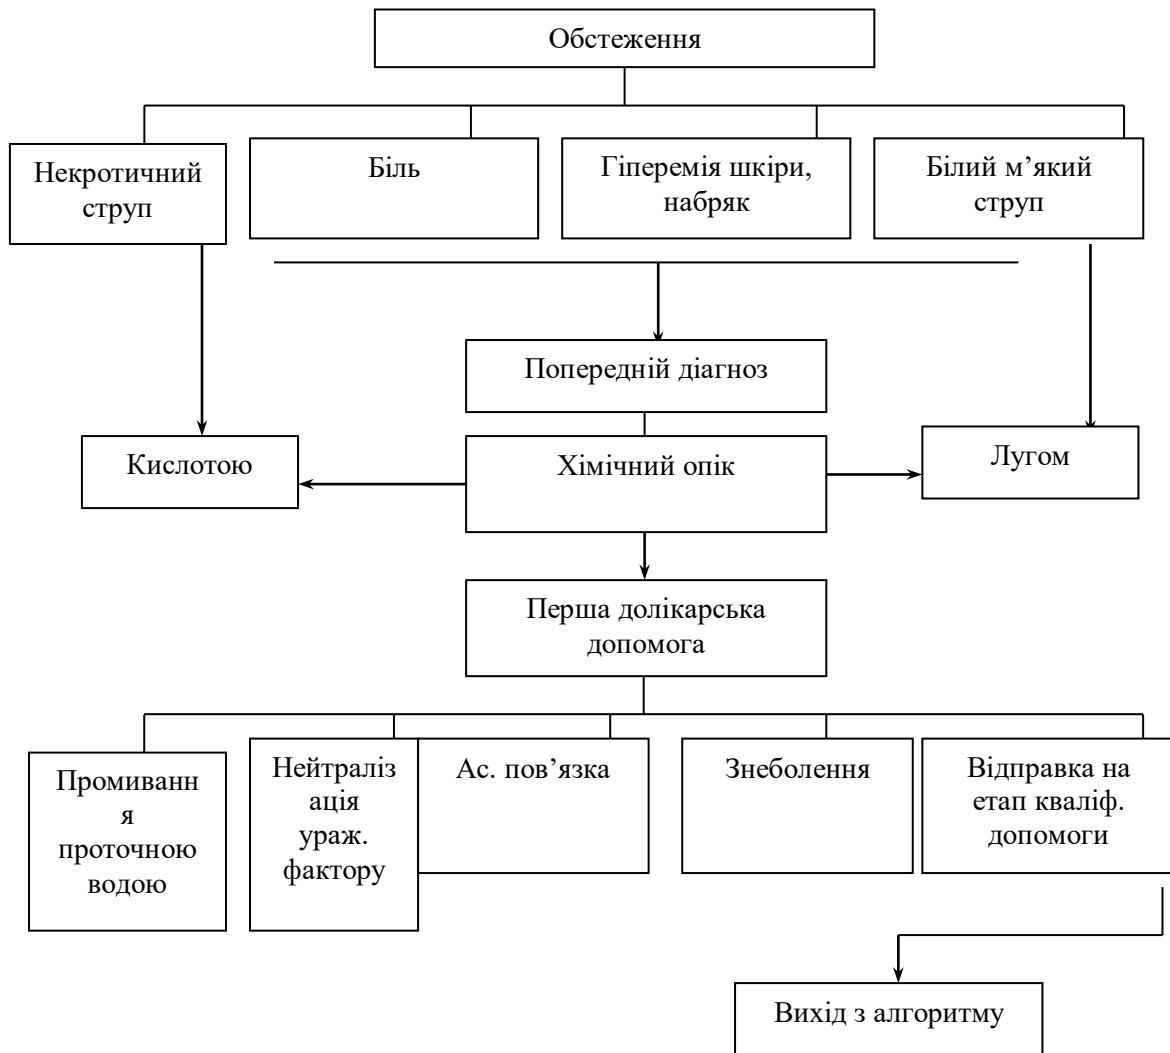 Обстеження
Некротичний
струп
Біль
Гіперемія шкіри,
набряк
Білий м’який
струп
Попередній діагноз
Кислотою
Хімічний опік
Лугом
Перша долікарська
допомога
Промиванн
я
проточною
водою
Нейтраліз
ація
ураж.
фактору
Ас. пов’язка
Знеболення
Відправка на
етап кваліф.
допомоги
Вихід з алгоритму